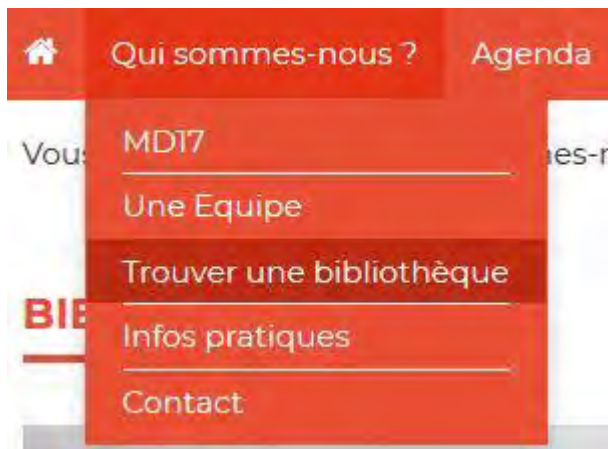 Qui sommes-nous ? Agenda
MD17
Une Equipe
Trouver une bibliothèque
Infos pratiques
Contact